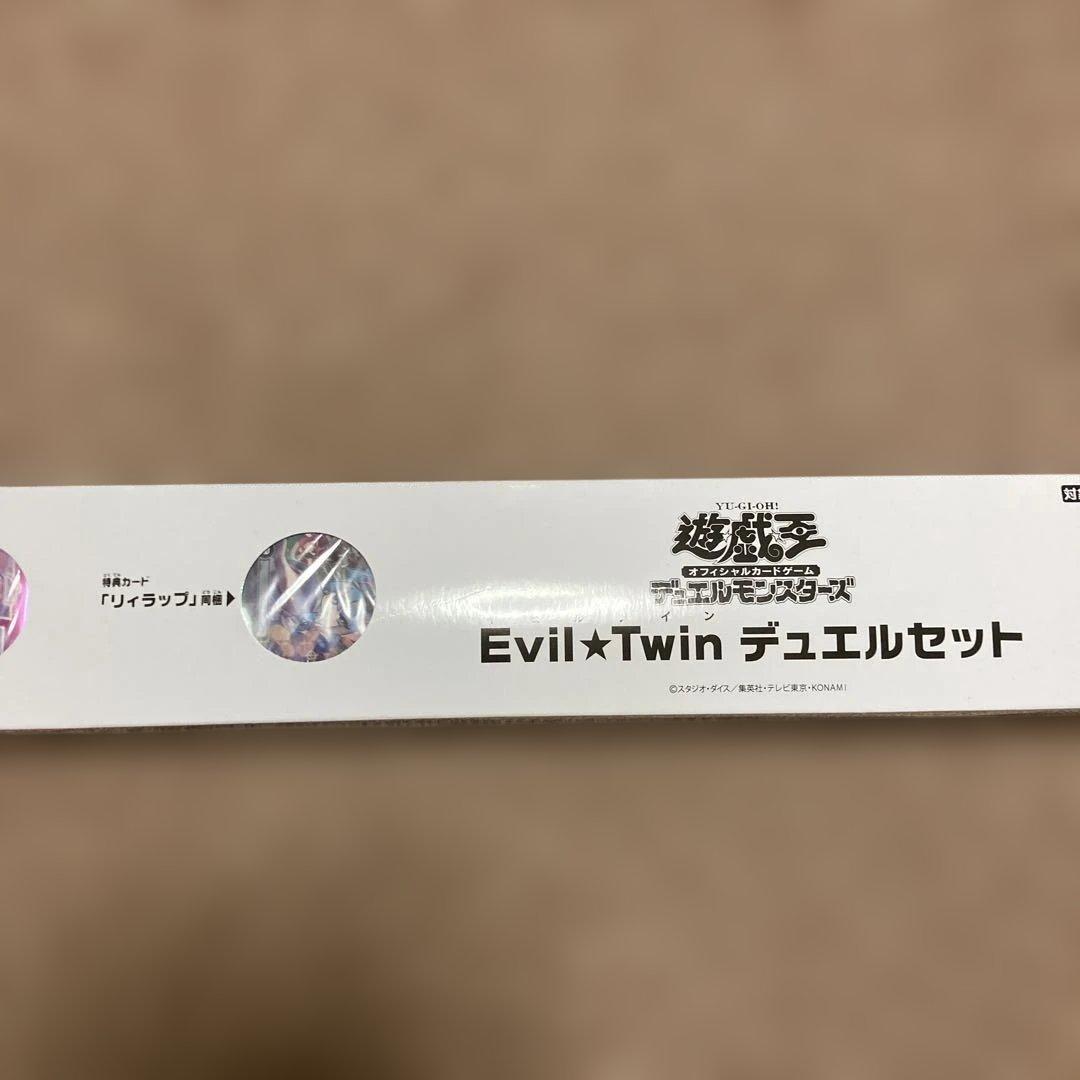 特典カード
「リィラップ」同梱▶
YU-GI-OH!
遊☆戯☆王
オフィシャルカードゲーム
デュエルモンスターズ
Evil★Twin デュエルセット
©スタジオ・ダイス／集英社・テレビ東京・KONAMI
対